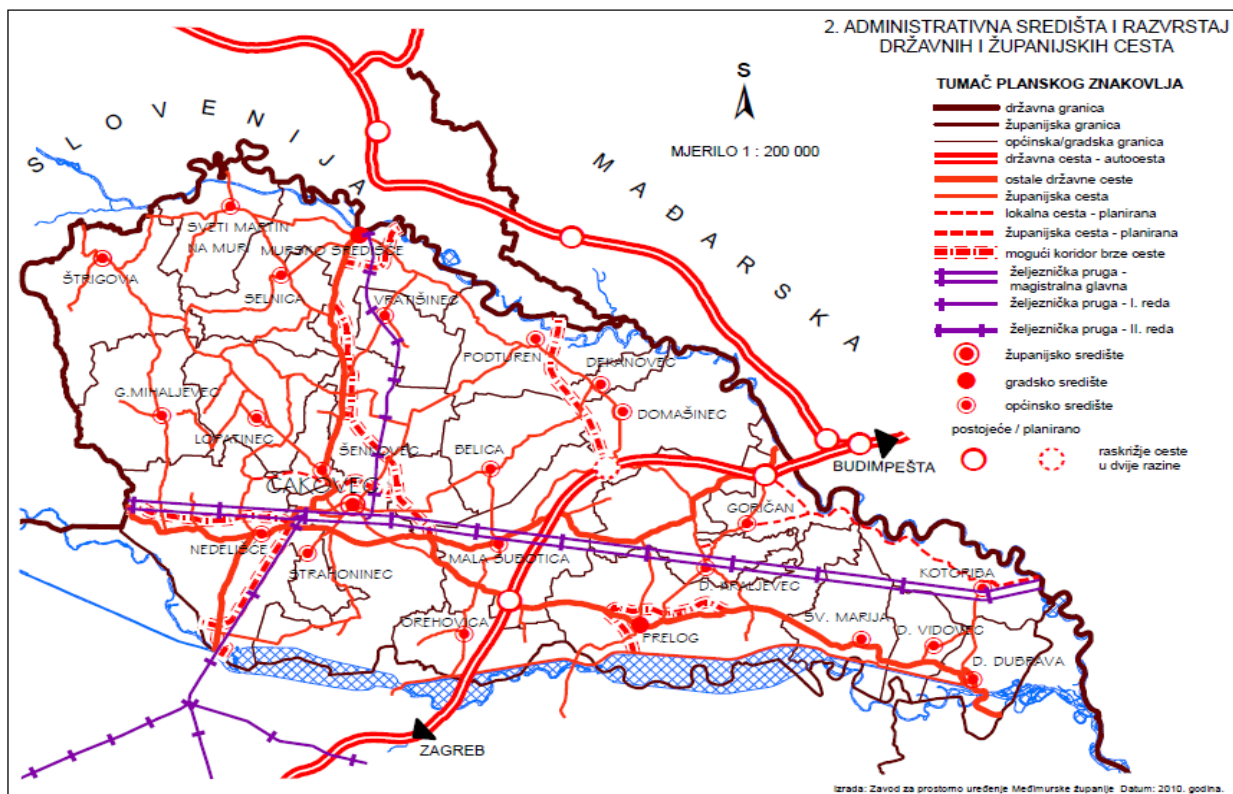 2. ADMINISTRATIVNA SREDIŠTA I RAZVRSTAJ
DRŽAVNIH I ŽUPANIJSKIH CESTA
TUMAČ PLANSKOG ZNAKOVLJA
državna granica
županijska granica
općinska/gradska granica
državna cesta - autocesta
ostale državne ceste
županijska cesta
lokalna cesta - planirana
županijska cesta - planirana
mogući koridor brze ceste
željeznička pruga -
magistralna glavna
željeznička pruga - I. reda
željeznička pruga - II. reda
županijsko središte
gradsko središte
općinsko središte
postojeće / planirano
raskrižje ceste
u dvije razine
S
MJERILO 1 : 200 000
SLOVENIJA
MAĐARSKA
SVETI MARTIN
NA MURI
MURSKO SREDIŠĆE
ŠTRIGOVA
SELNICA
VRATIŠINEC
PODTUREN
DEKANOVEC
G.MIHALJEVEC
LOPATINEC
DOMAŠINEC
ŠENKOVEC
BELICA
ČAKOVEC
BUDIMPEŠTA
GORIČAN
NEDELIŠĆE
STRAHONINEC
MALA SUBOTICA
D. KRALJEVEC
KOTORIBA
OREHOVICA
PRELOG
SV. MARIJA
D. VIDOVEC
D. DUBRAVA
ZAGREB
Izrada: Zavod za prostorno uređenje Međimurske županije Datum: 2010. godina.